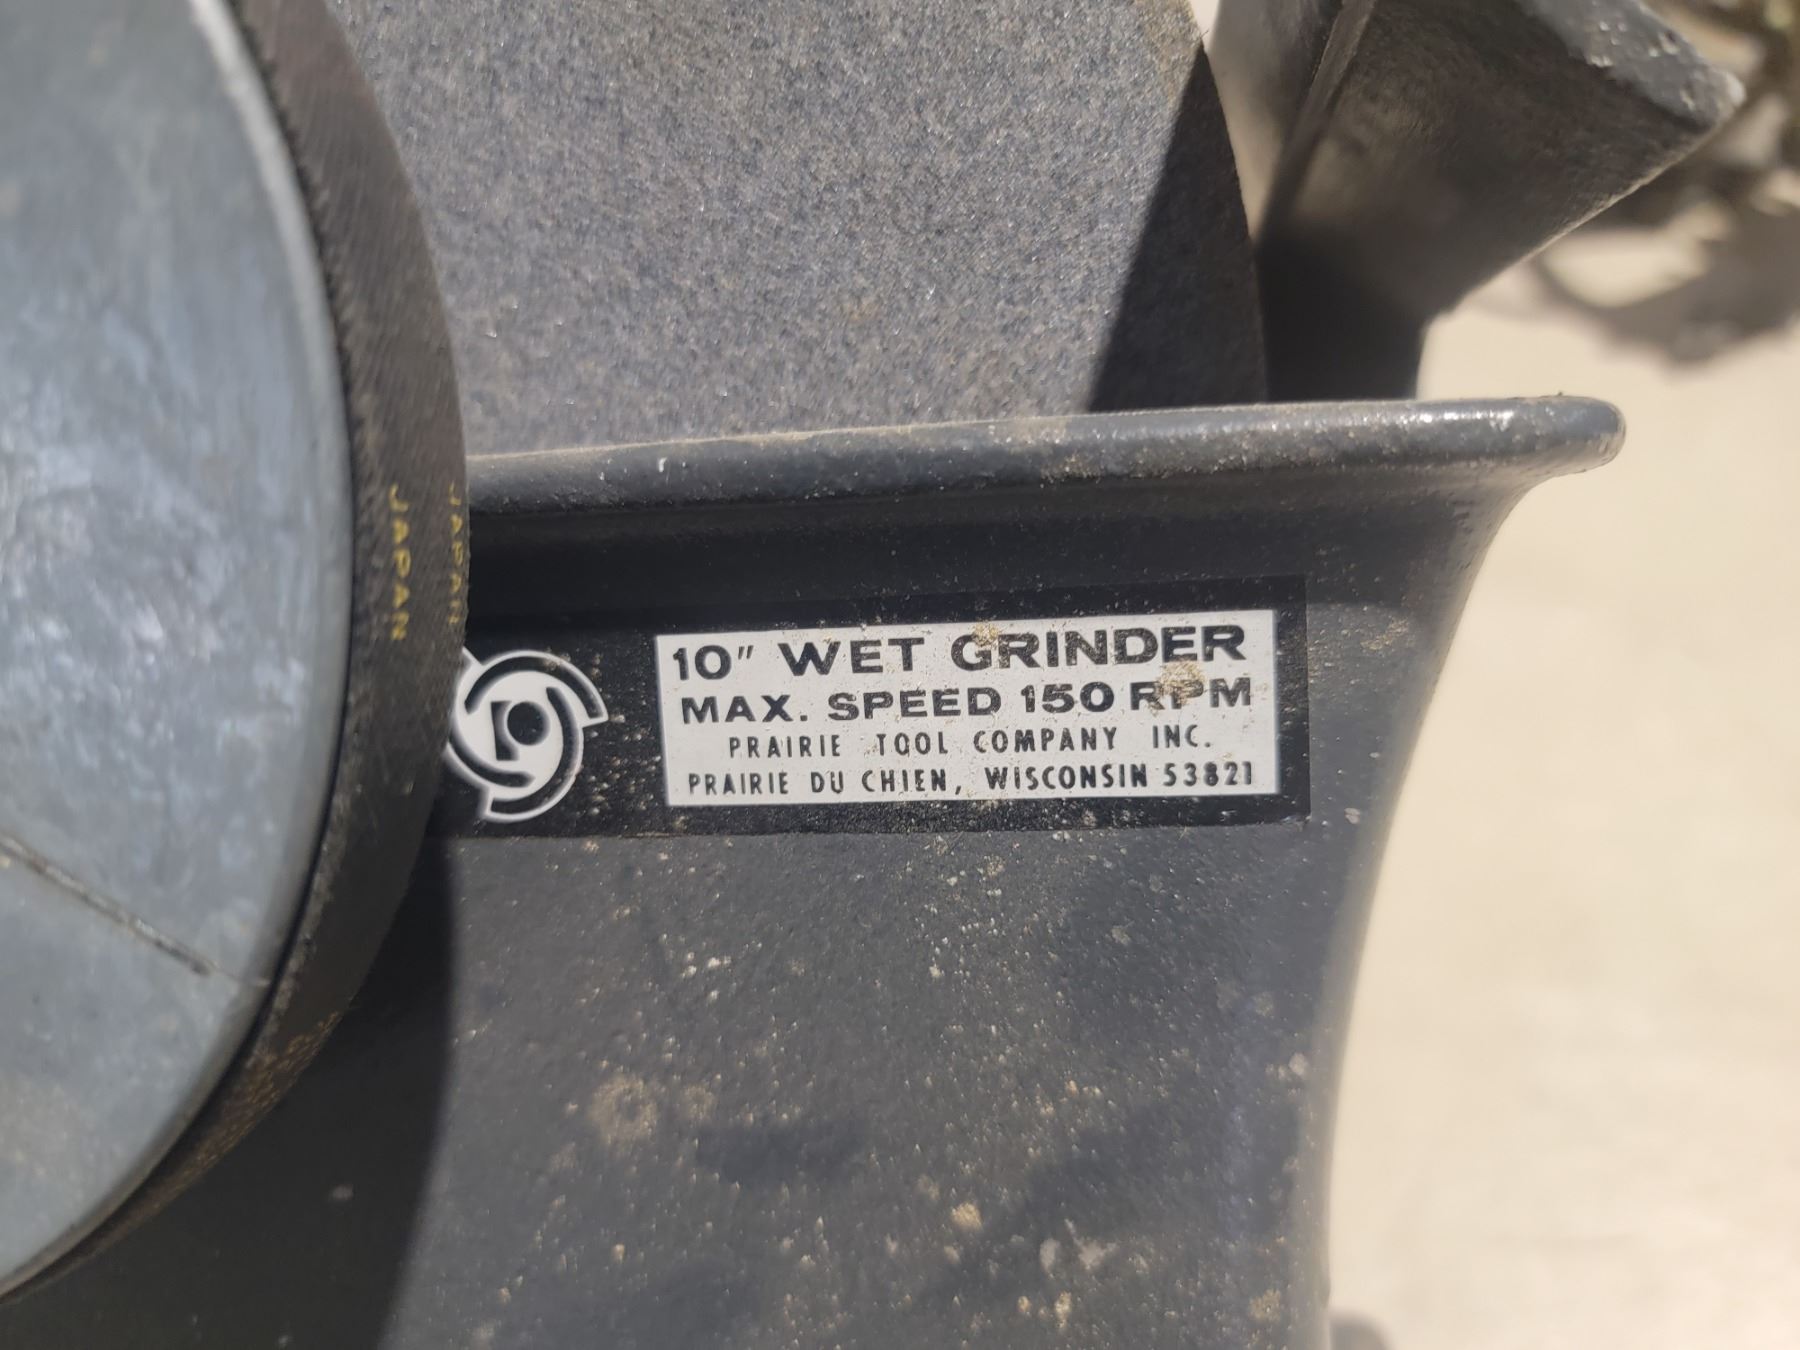 JAPAN
JAPAN
10" WET GRINDER
MAX. SPEED 150 RPM
PRAIRIE TOOL COMPANY INC.
PRAIRIE DU CHIEN, WISCONSIN 53821